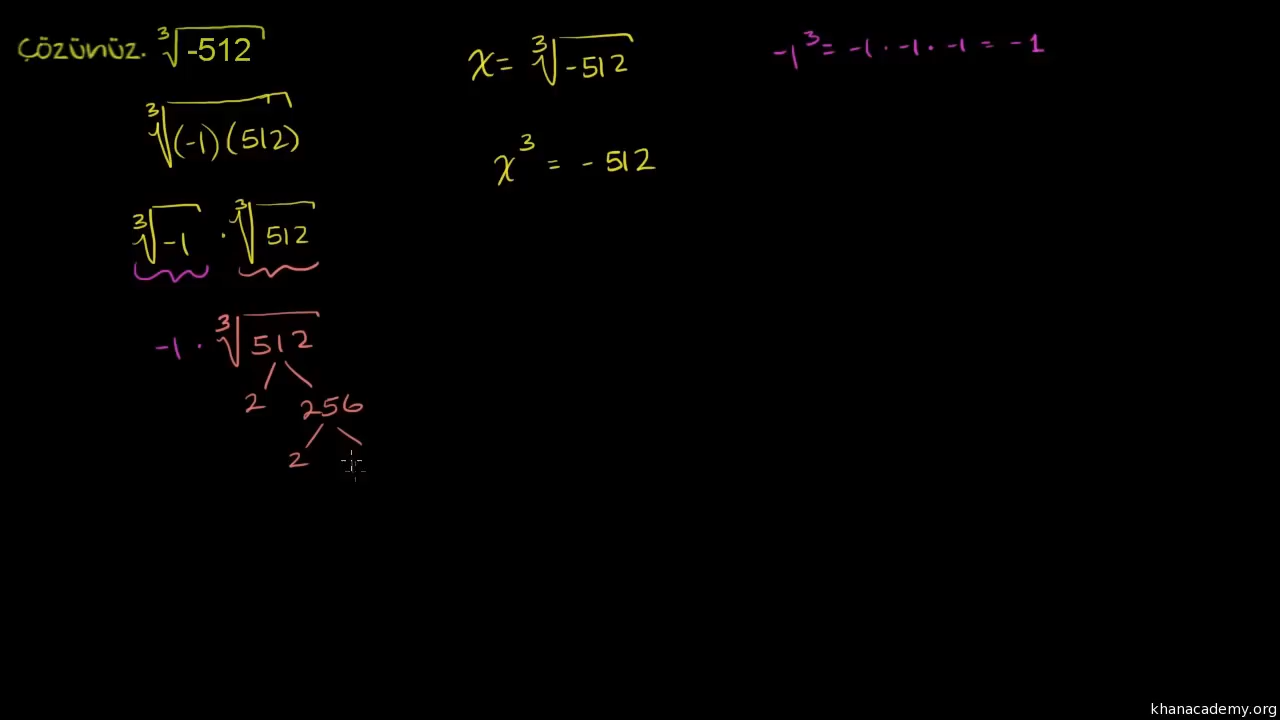 Çözünüz. ∛-512
∛(-1)(512)
∛-1 · ∛512
-1 · ∛512
2 256
2
x = ∛-512
x³ = -512
-1³ = -1 · -1 · -1 = -1
khanacademy.org